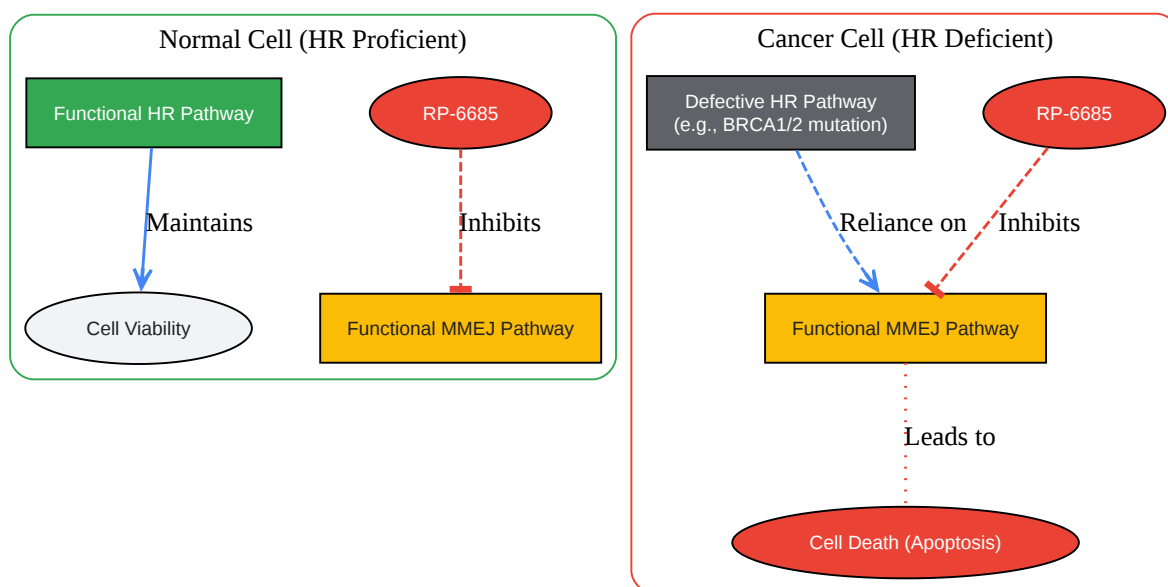 Normal Cell (HR Proficient)
Functional HR Pathway
RP-6685
Maintains
Inhibits
Cell Viability
Functional MMEJ Pathway
Cancer Cell (HR Deficient)
Defective HR Pathway
(e.g., BRCA1/2 mutation)
RP-6685
Reliance on
Inhibits
Functional MMEJ Pathway
Leads to
Cell Death (Apoptosis)